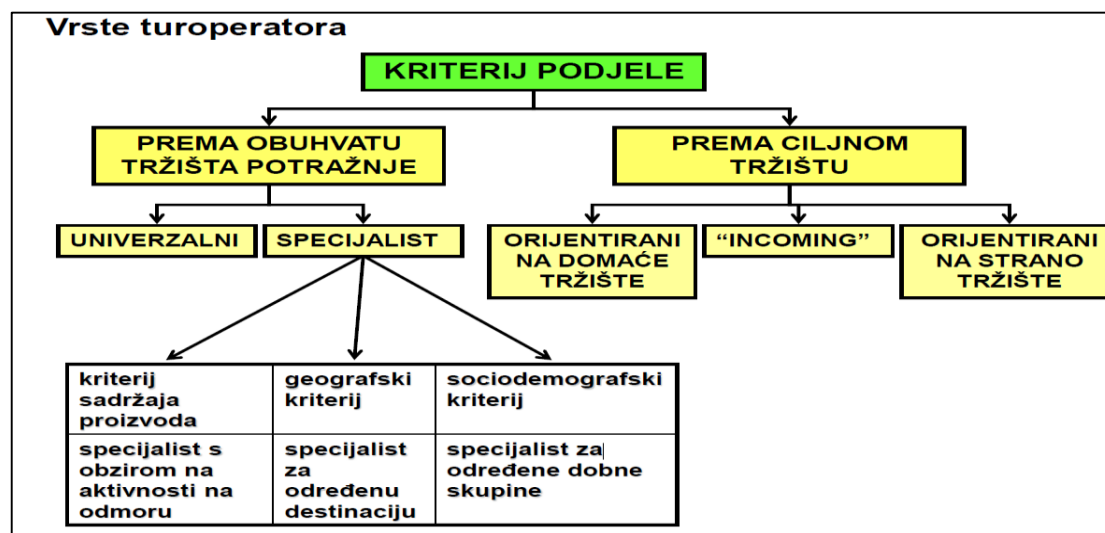 Vrste turoperatora
KRITERIJ PODJELE
PREMA OBUHVATU
TRŽIŠTA POTRAŽNJE
PREMA CILJNOM
TRŽIŠTU
UNIVERZALNI
SPECIJALIST
ORIJENTIRANI
NA DOMAĆE
TRŽIŠTE
“INCOMING”
ORIJENTIRANI
NA STRANO
TRŽIŠTE
kriterij
sadržaja
proizvoda
geografski
kriterij
sociodemografski
kriterij
specijalist s
obzirom na
aktivnosti na
odmoru
specijalist
za
određenu
destinaciju
specijalist za
određene dobne
skupine